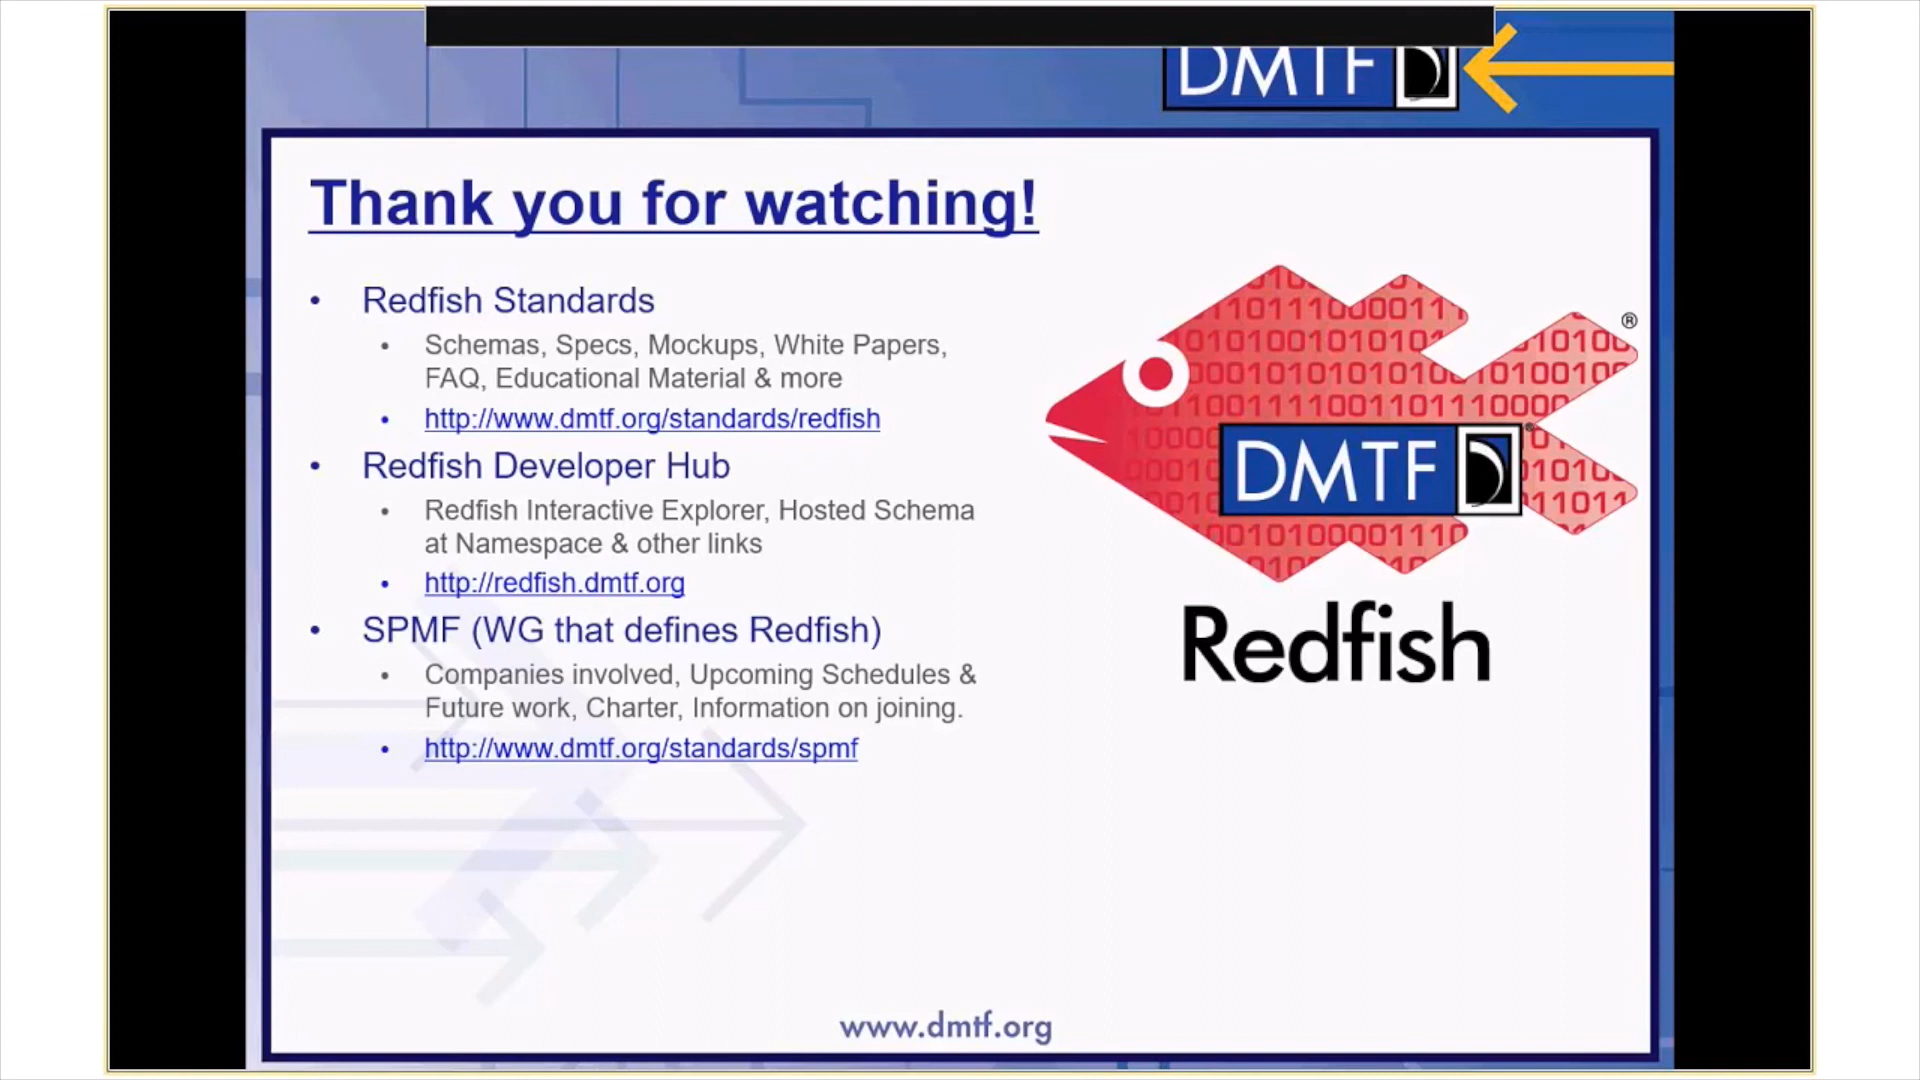 DMTF
Thank you for watching!
• Redfish Standards
• Schemas, Specs, Mockups, White Papers,
FAQ, Educational Material & more
• http://www.dmtf.org/standards/redfish
• Redfish Developer Hub
• Redfish Interactive Explorer, Hosted Schema
at Namespace & other links
• http://redfish.dmtf.org
• SPMF (WG that defines Redfish)
• Companies involved, Upcoming Schedules &
Future work, Charter, Information on joining.
• http://www.dmtf.org/standards/spmf
®
DMTF
Redfish
www.dmtf.org